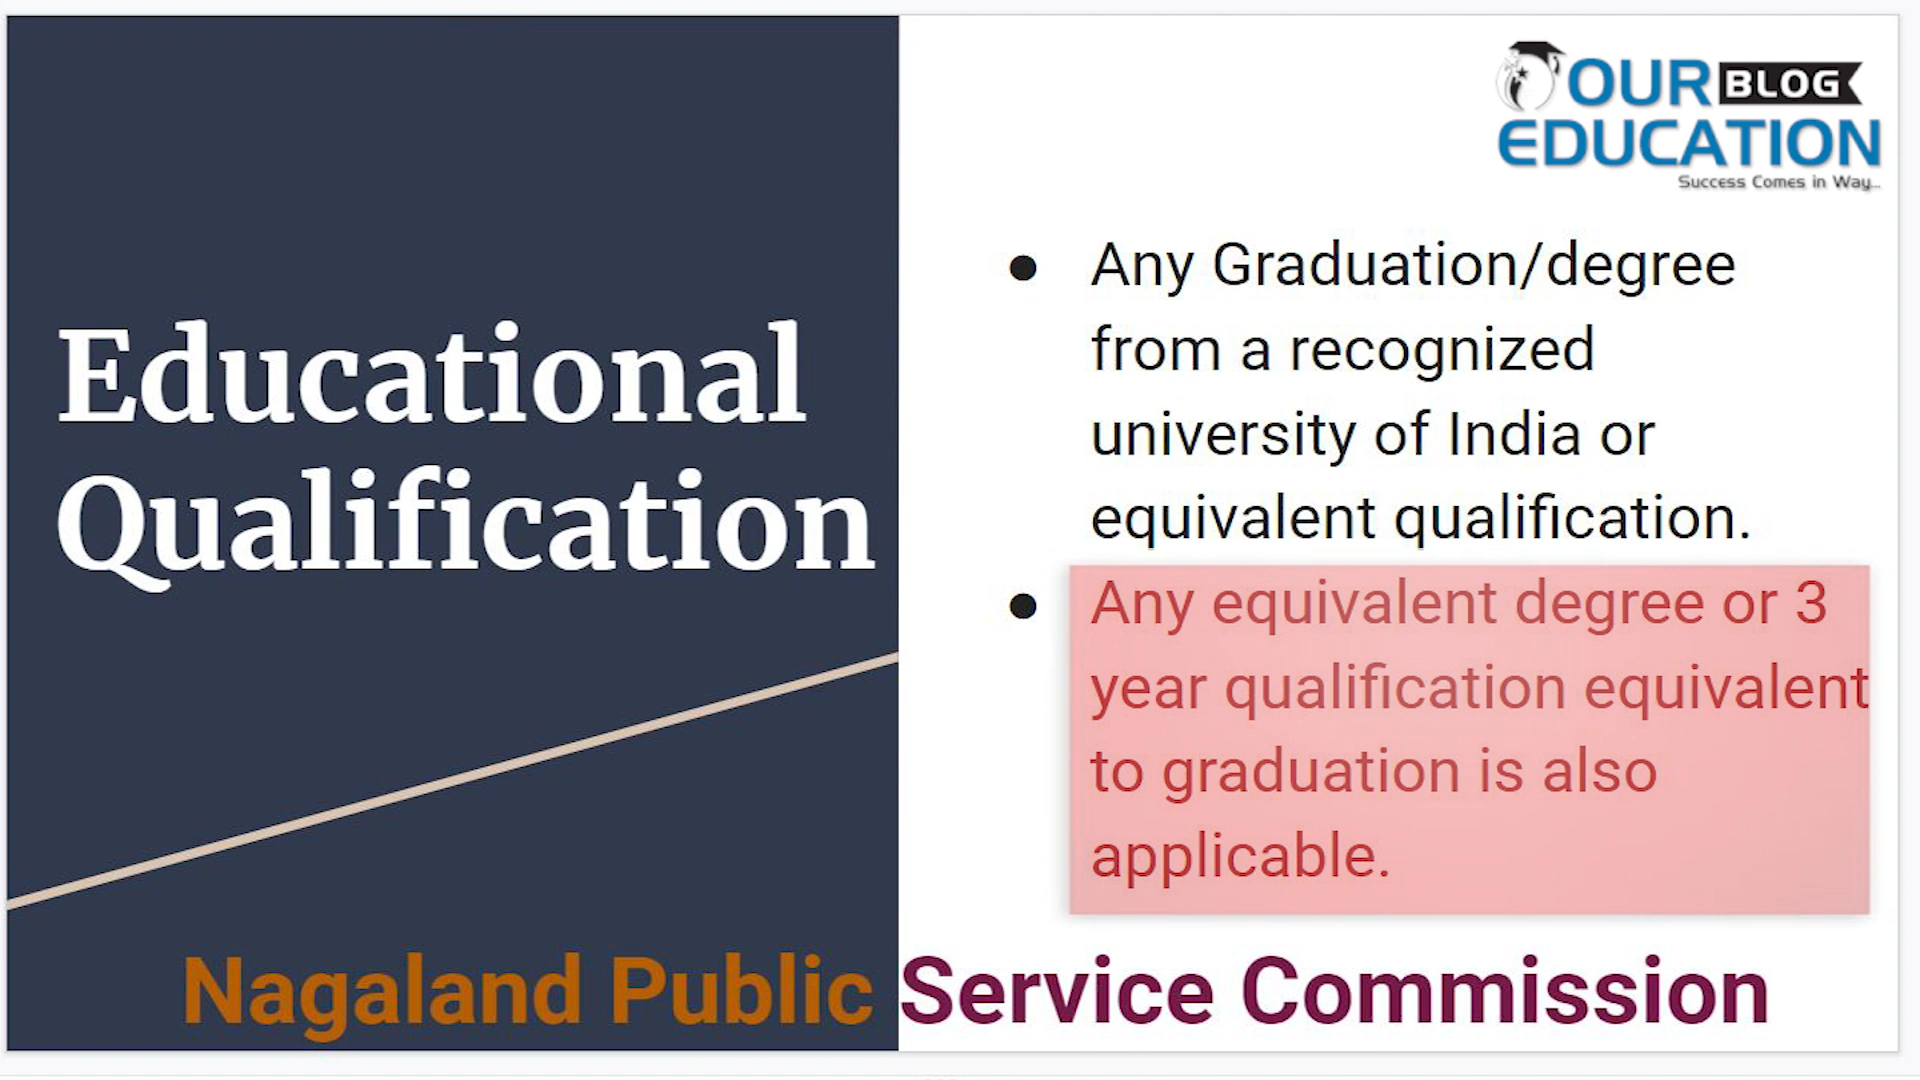 OUR BLOG
EDUCATION
Success Comes in Way...
Educational
Qualification
● Any Graduation/degree
from a recognized
university of India or
equivalent qualification.
● Any equivalent degree or 3
year qualification equivalent
to graduation is also
applicable.
Nagaland Public Service Commission